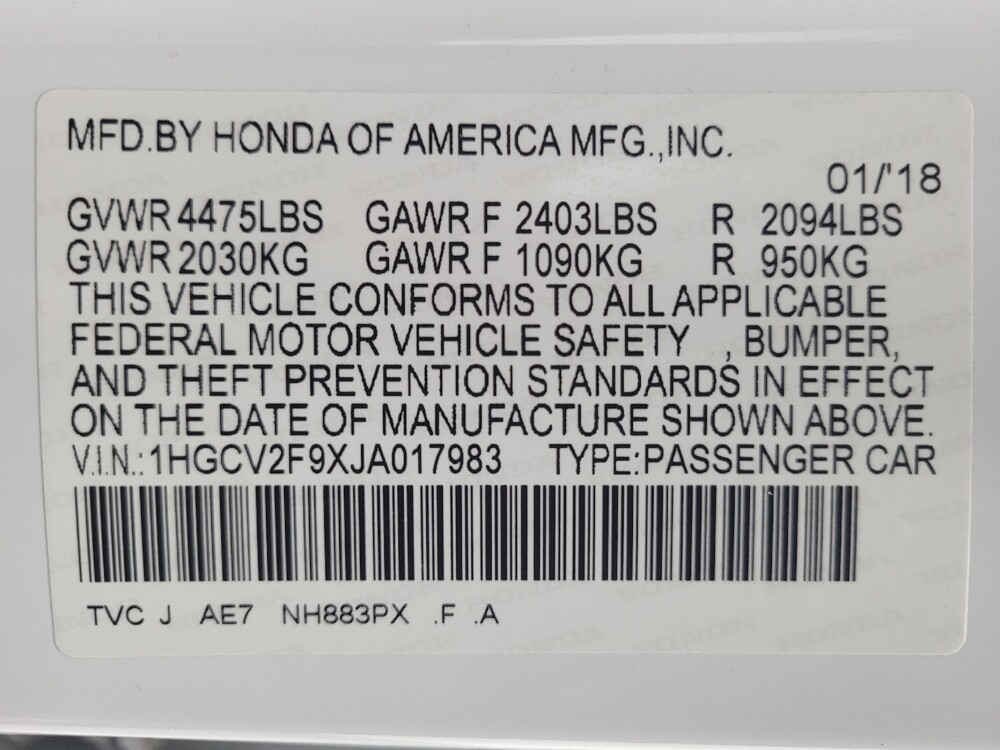 MFD.BY HONDA OF AMERICA MFG.,INC.
01/'18
GVWR 4475LBS GAWR F 2403LBS R 2094LBS
GVWR 2030KG GAWR F 1090KG R 950KG
THIS VEHICLE CONFORMS TO ALL APPLICABLE
FEDERAL MOTOR VEHICLE SAFETY , BUMPER,
AND THEFT PREVENTION STANDARDS IN EFFECT
ON THE DATE OF MANUFACTURE SHOWN ABOVE.
V.I.N.: 1HGCV2F9XJA017983 TYPE:PASSENGER CAR
TVC J AE7 NH883PX .F .A